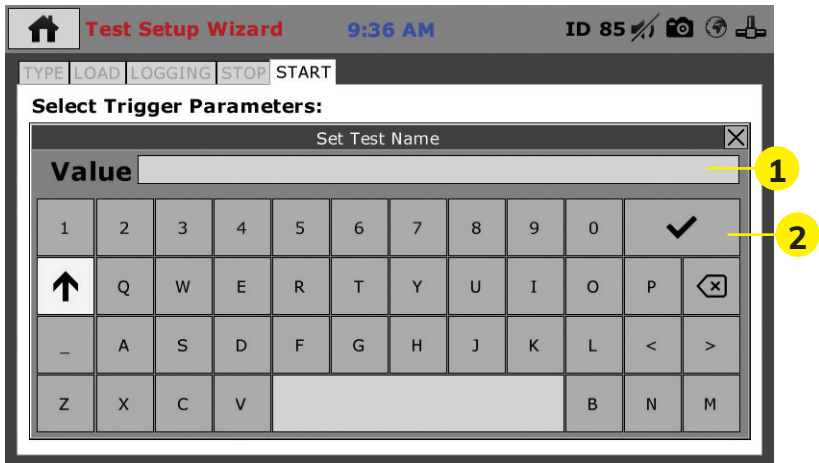 Test Setup Wizard 9:36 AM ID 85
TYPE LOAD LOGGING STOP START
Select Trigger Parameters:
Set Test Name
Value
1
1 2 3 4 5 6 7 8 9 0
2
Q W E R T Y U I O P
_ A S D F G H J K L < >
Z X C V B N M